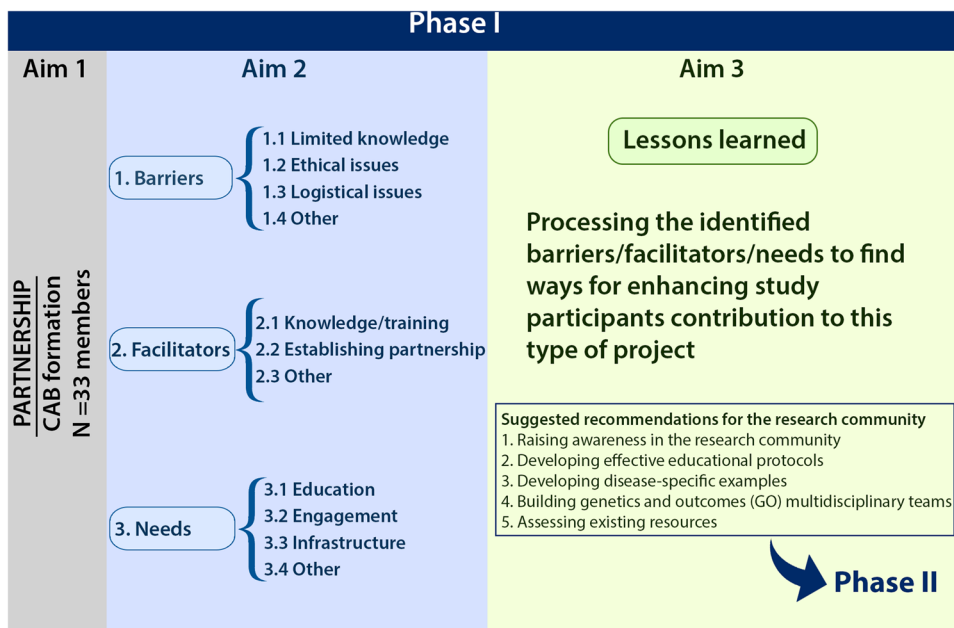 Phase I
Aim 1
PARTNERSHIP
CAB formation
N =33 members
Aim 2
1. Barriers
1.1 Limited knowledge
1.2 Ethical issues
1.3 Logistical issues
1.4 Other
2. Facilitators
2.1 Knowledge/training
2.2 Establishing partnership
2.3 Other
3. Needs
3.1 Education
3.2 Engagement
3.3 Infrastructure
3.4 Other
Aim 3
Lessons learned
Processing the identified
barriers/facilitators/needs to find
ways for enhancing study
participants contribution to this
type of project
Suggested recommendations for the research community
1. Raising awareness in the research community
2. Developing effective educational protocols
3. Developing disease-specific examples
4. Building genetics and outcomes (GO) multidisciplinary teams
5. Assessing existing resources
Phase II